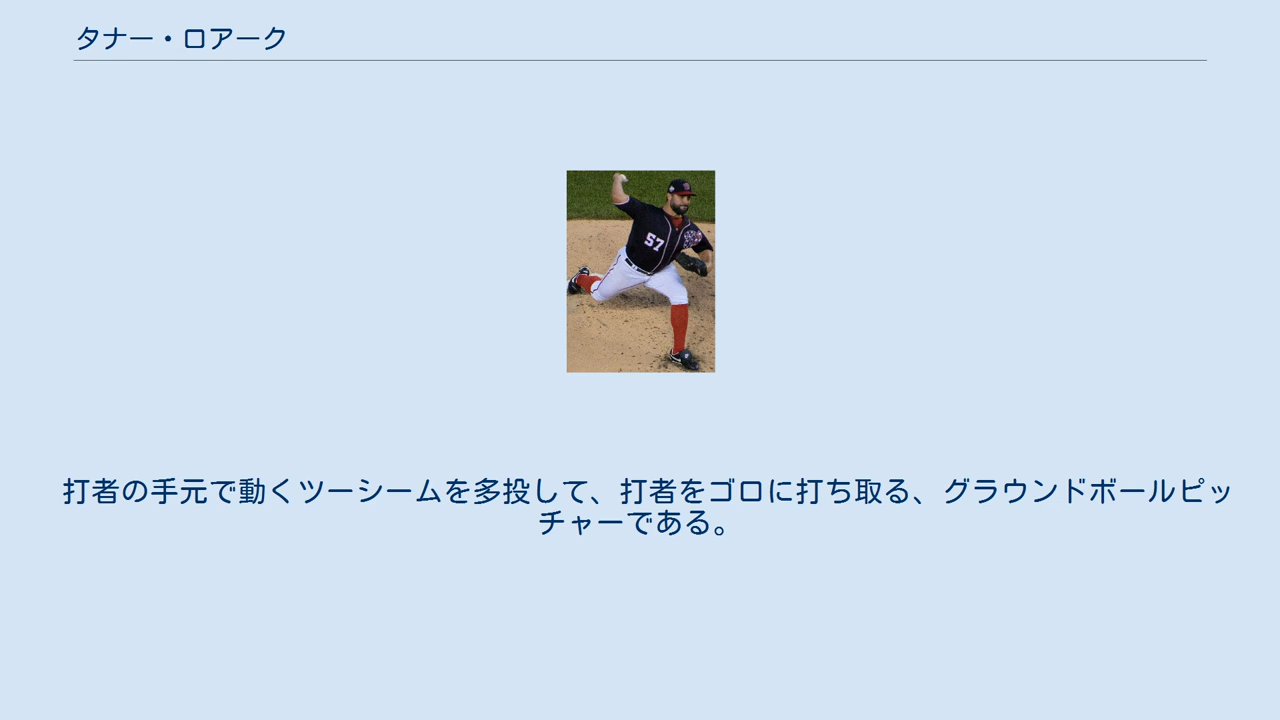 タナー・ロアーク
57
打者の手元で動くツーシームを多投して、打者をゴロに打ち取る、グラウンドボールピッ
チャーである。